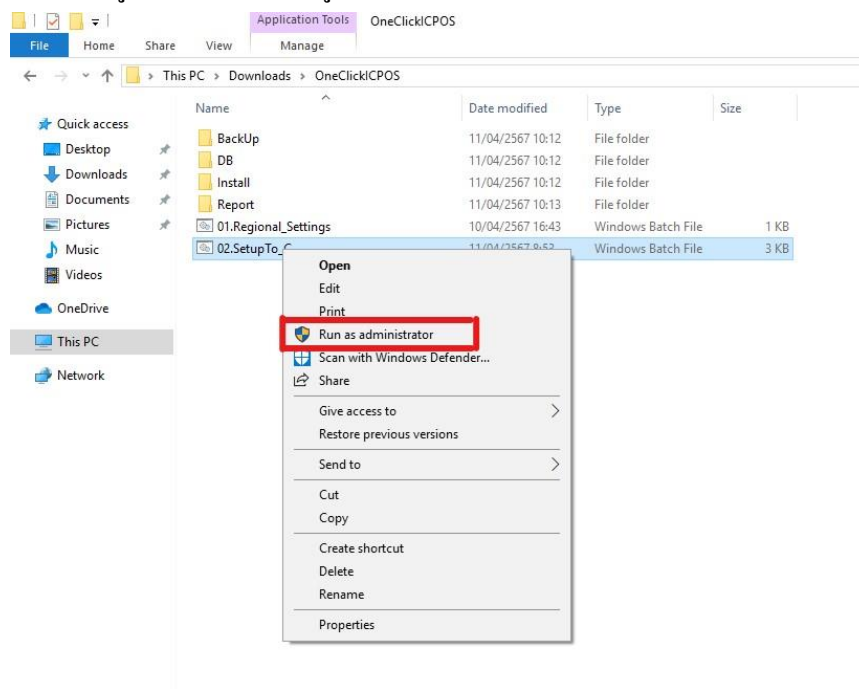 Application Tools OneClickICPOS
File Home Share View Manage
This PC > Downloads > OneClickICPOS
Name Date modified Type Size
Quick access
Desktop
Downloads
Documents
Pictures
Music
Videos
OneDrive
This PC
Network
BackUp 11/04/2567 10:12 File folder
DB 11/04/2567 10:12 File folder
Install 11/04/2567 10:12 File folder
Report 11/04/2567 10:13 File folder
01.Regional_Settings 10/04/2567 16:43 Windows Batch File 1 KB
02.SetupTo_C 11/04/2567 8:53 Windows Batch File 3 KB
Open
Edit
Print
Run as administrator
Scan with Windows Defender...
Share
Give access to
Restore previous versions
Send to
Cut
Copy
Create shortcut
Delete
Rename
Properties